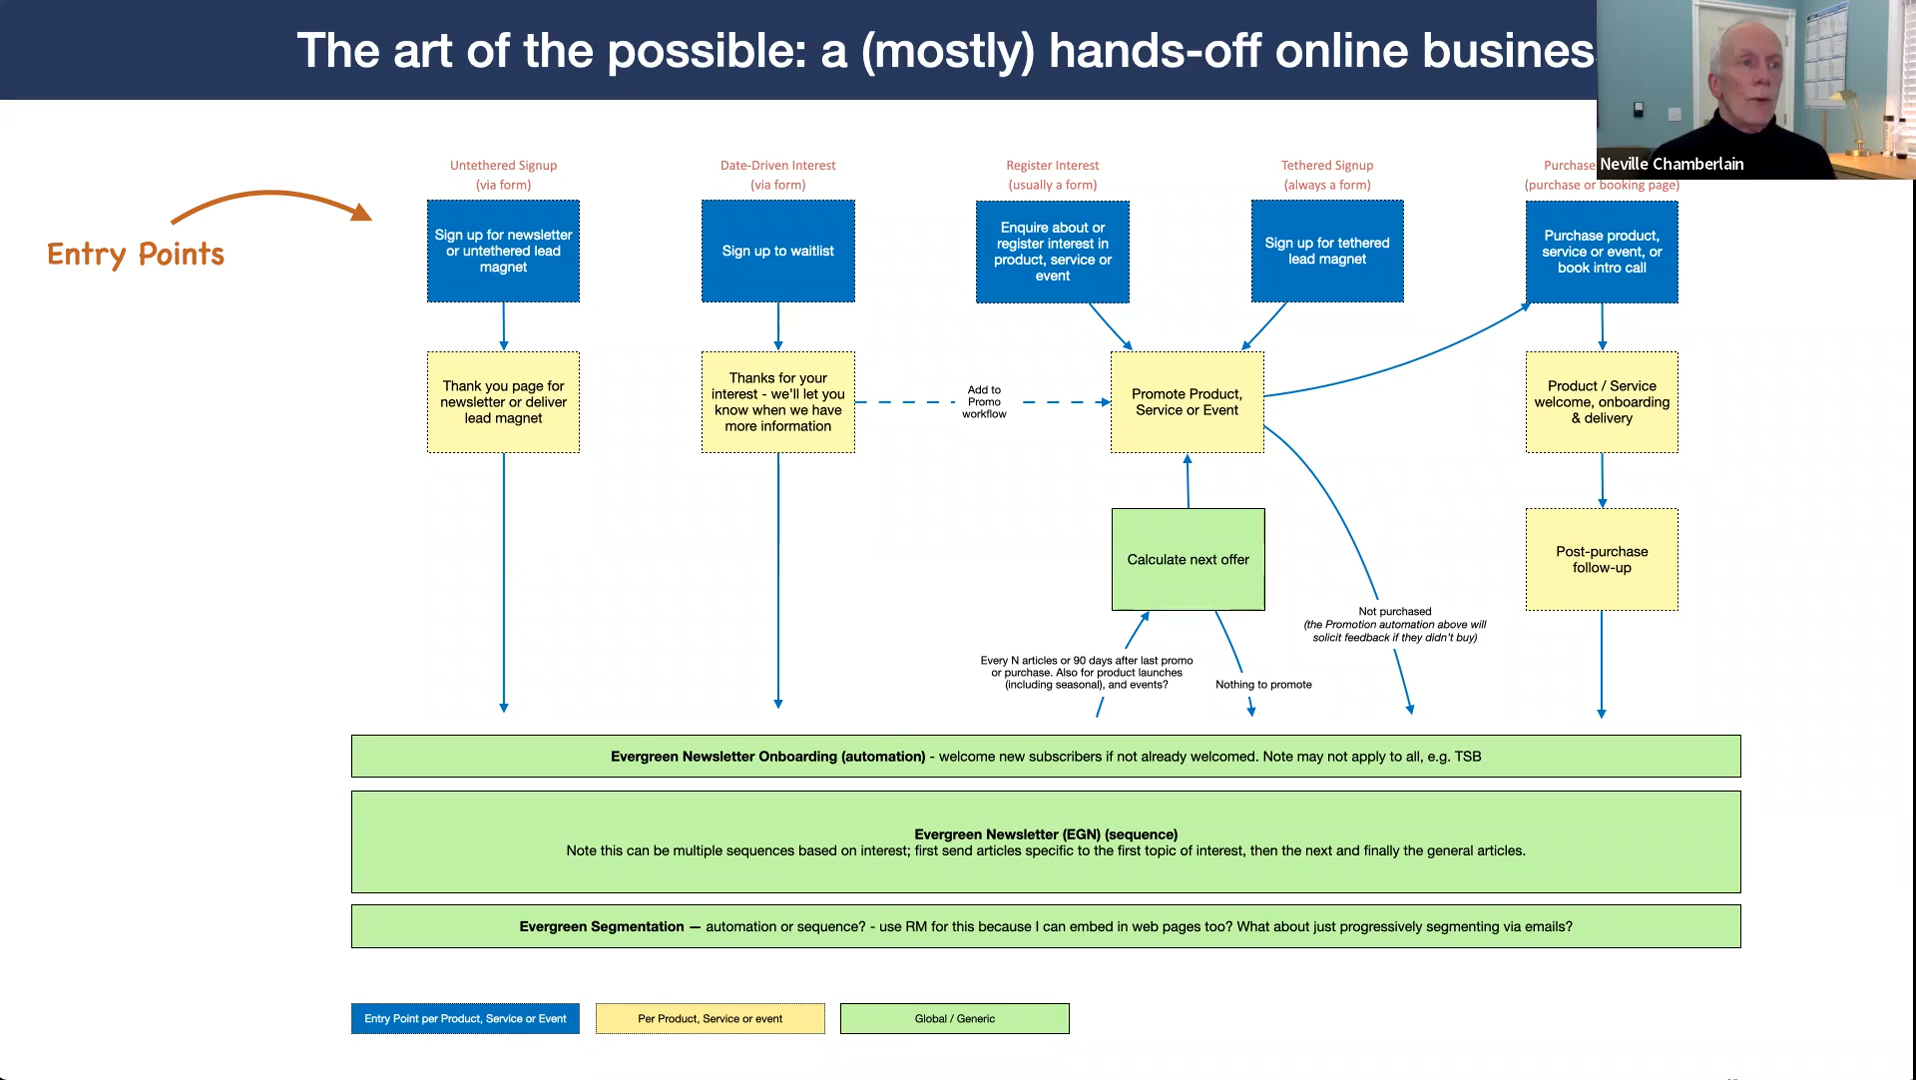 The art of the possible: a (mostly) hands-off online busines
Neville Chamberlain
Untethered Signup
(via form)
Date-Driven Interest
(via form)
Register Interest
(usually a form)
Tethered Signup
(always a form)
Purchase
(purchase or booking page)
Entry Points
Sign up for newsletter
or untethered lead
magnet
Sign up to waitlist
Enquire about or
register interest in
product, service or
event
Sign up for tethered
lead magnet
Purchase product,
service or event, or
book intro call
Thank you page for
newsletter or deliver
lead magnet
Thanks for your
interest - we'll let you
know when we have
more information
Add to
Promo
workflow
Promote Product,
Service or Event
Product / Service
welcome, onboarding
& delivery
Calculate next offer
Post-purchase
follow-up
Not purchased
(the Promotion automation above will
solicit feedback if they didn't buy)
Every N articles or 90 days after last promo
or purchase. Also for product launches
(including seasonal), and events?
Nothing to promote
Evergreen Newsletter Onboarding (automation) - welcome new subscribers if not already welcomed. Note may not apply to all, e.g. TSB
Evergreen Newsletter (EGN) (sequence)
Note this can be multiple sequences based on interest; first send articles specific to the first topic of interest, then the next and finally the general articles.
Evergreen Segmentation — automation or sequence? - use RM for this because I can embed in web pages too? What about just progressively segmenting via emails?
Entry Point per Product, Service or Event
Per Product, Service or event
Global / Generic